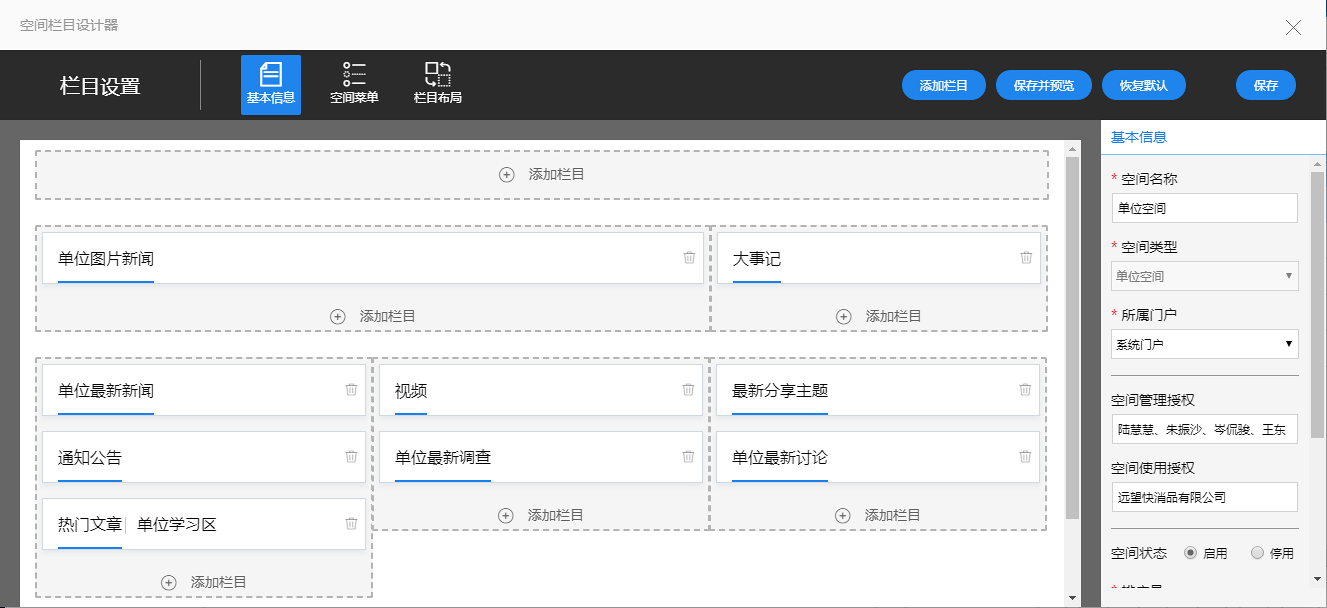 空间栏目设计器
栏目设置
基本信息
空间菜单
栏目布局
添加栏目
保存并预览
恢复默认
保存
添加栏目
单位图片新闻
大事记
添加栏目
添加栏目
单位最新新闻
视频
最新分享主题
通知公告
单位最新调查
单位最新讨论
热门文章 单位学习区
添加栏目
添加栏目
添加栏目
基本信息
* 空间名称
单位空间
* 空间类型
单位空间
* 所属门户
系统门户
空间管理授权
陆慧慧、朱振沙、岑侃骏、王东
空间使用授权
远望快消品有限公司
空间状态 启用 停用